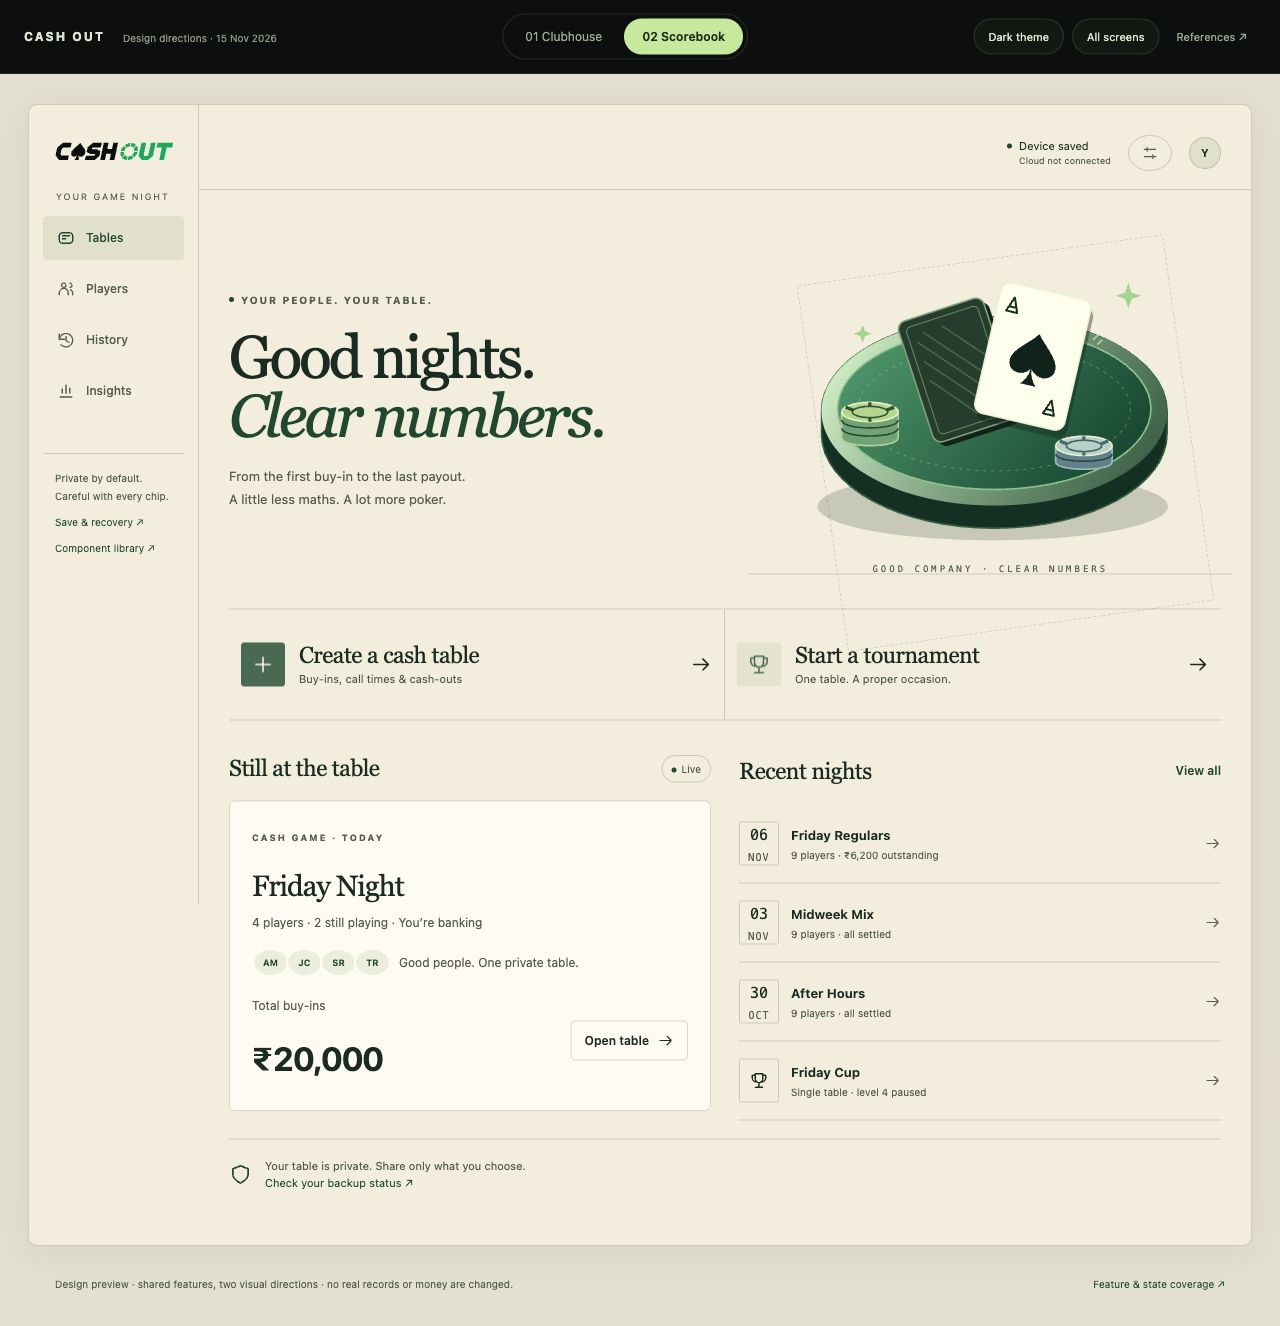 CASH OUT
Design directions · 15 Nov 2026
01 Clubhouse
02 Scorebook
Dark theme
All screens
References ↗
CASHOUT
YOUR GAME NIGHT
Tables
Players
History
Insights
Private by default.
Careful with every chip.
Save & recovery ↗
Component library ↗
Device saved
Cloud not connected
Y
YOUR PEOPLE. YOUR TABLE.
Good nights.
Clear numbers.
From the first buy-in to the last payout.
A little less maths. A lot more poker.
A
A
GOOD COMPANY · CLEAR NUMBERS
Create a cash table
Buy-ins, call times & cash-outs
Start a tournament
One table. A proper occasion.
Still at the table
Live
CASH GAME · TODAY
Friday Night
4 players · 2 still playing · You’re banking
AM JC SR TR Good people. One private table.
Total buy-ins
₹20,000
Open table
Recent nights
View all
06 NOV
Friday Regulars
9 players · ₹6,200 outstanding
03 NOV
Midweek Mix
9 players · all settled
30 OCT
After Hours
9 players · all settled
Friday Cup
Single table · level 4 paused
Your table is private. Share only what you choose.
Check your backup status ↗
Design preview · shared features, two visual directions · no real records or money are changed.
Feature & state coverage ↗